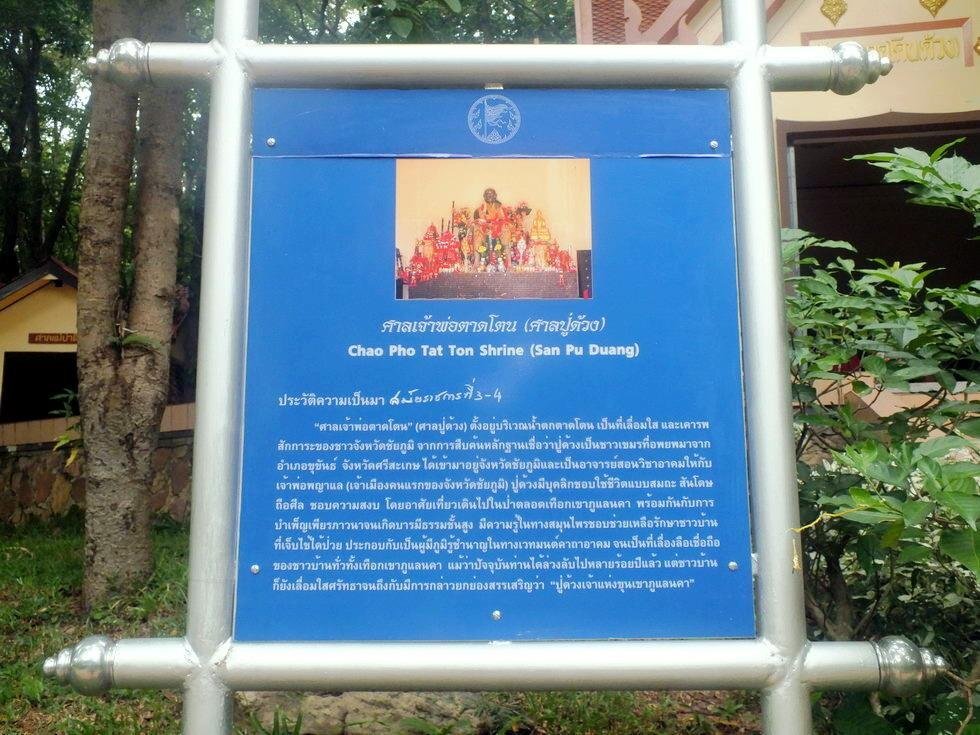 ศาลเจ้าพ่อตาดโตน (ศาลปู่ด้วง)
Chao Pho Tat Ton Shrine (San Pu Duang)
ประวัติความเป็นมา สมัยราชการที่ 3-4
"ศาลเจ้าพ่อตาดโตน" (ศาลปู่ด้วง) ตั้งอยู่บริเวณน้ำตกตาดโตน เป็นที่เลื่อมใส และเคารพ
สักการะของชาวจังหวัดชัยภูมิ จากการสืบค้นหลักฐานเชื่อว่าปู่ด้วงเป็นชาวเขมรที่อพยพมาจาก
อำเภอขุขันธ์ จังหวัดศรีสะเกษ ได้เข้ามาอยู่จังหวัดชัยภูมิและเป็นอาจารย์สอนวิชาอาคมให้กับ
เจ้าพ่อพญาแล (เจ้าเมืองคนแรกของจังหวัดชัยภูมิ) ปู่ด้วงมีบุคลิกชอบใช้ชีวิตแบบสมถะ สันโดษ
ถือศีล ชอบความสงบ โดยอาศัยเที่ยวเดินไปในป่าตลอดเทือกเขาภูแลนคา พร้อมกันกับการ
บำเพ็ญเพียรภาวนาจนเกิดบารมีธรรมชั้นสูง มีความรู้ในทางสมุนไพรชอบช่วยเหลือรักษาชาวบ้าน
ที่เจ็บไข้ได้ป่วย ประกอบกับเป็นผู้มีภูมิรู้ชำนาญในทางเวทมนต์คาถาอาคม จนเป็นที่เลื่องลือเชื่อถือ
ของชาวบ้านทั่วทั้งเทือกเขาภูแลนคา แม้ว่าปัจจุบันท่านได้ล่วงลับไปหลายร้อยปีแล้ว แต่ชาวบ้าน
ก็ยังเลื่อมใสศรัทธาจนถึงกับมีการกล่าวยกย่องสรรเสริญว่า "ปู่ด้วงเจ้าแห่งขุนเขาภูแลนคา"